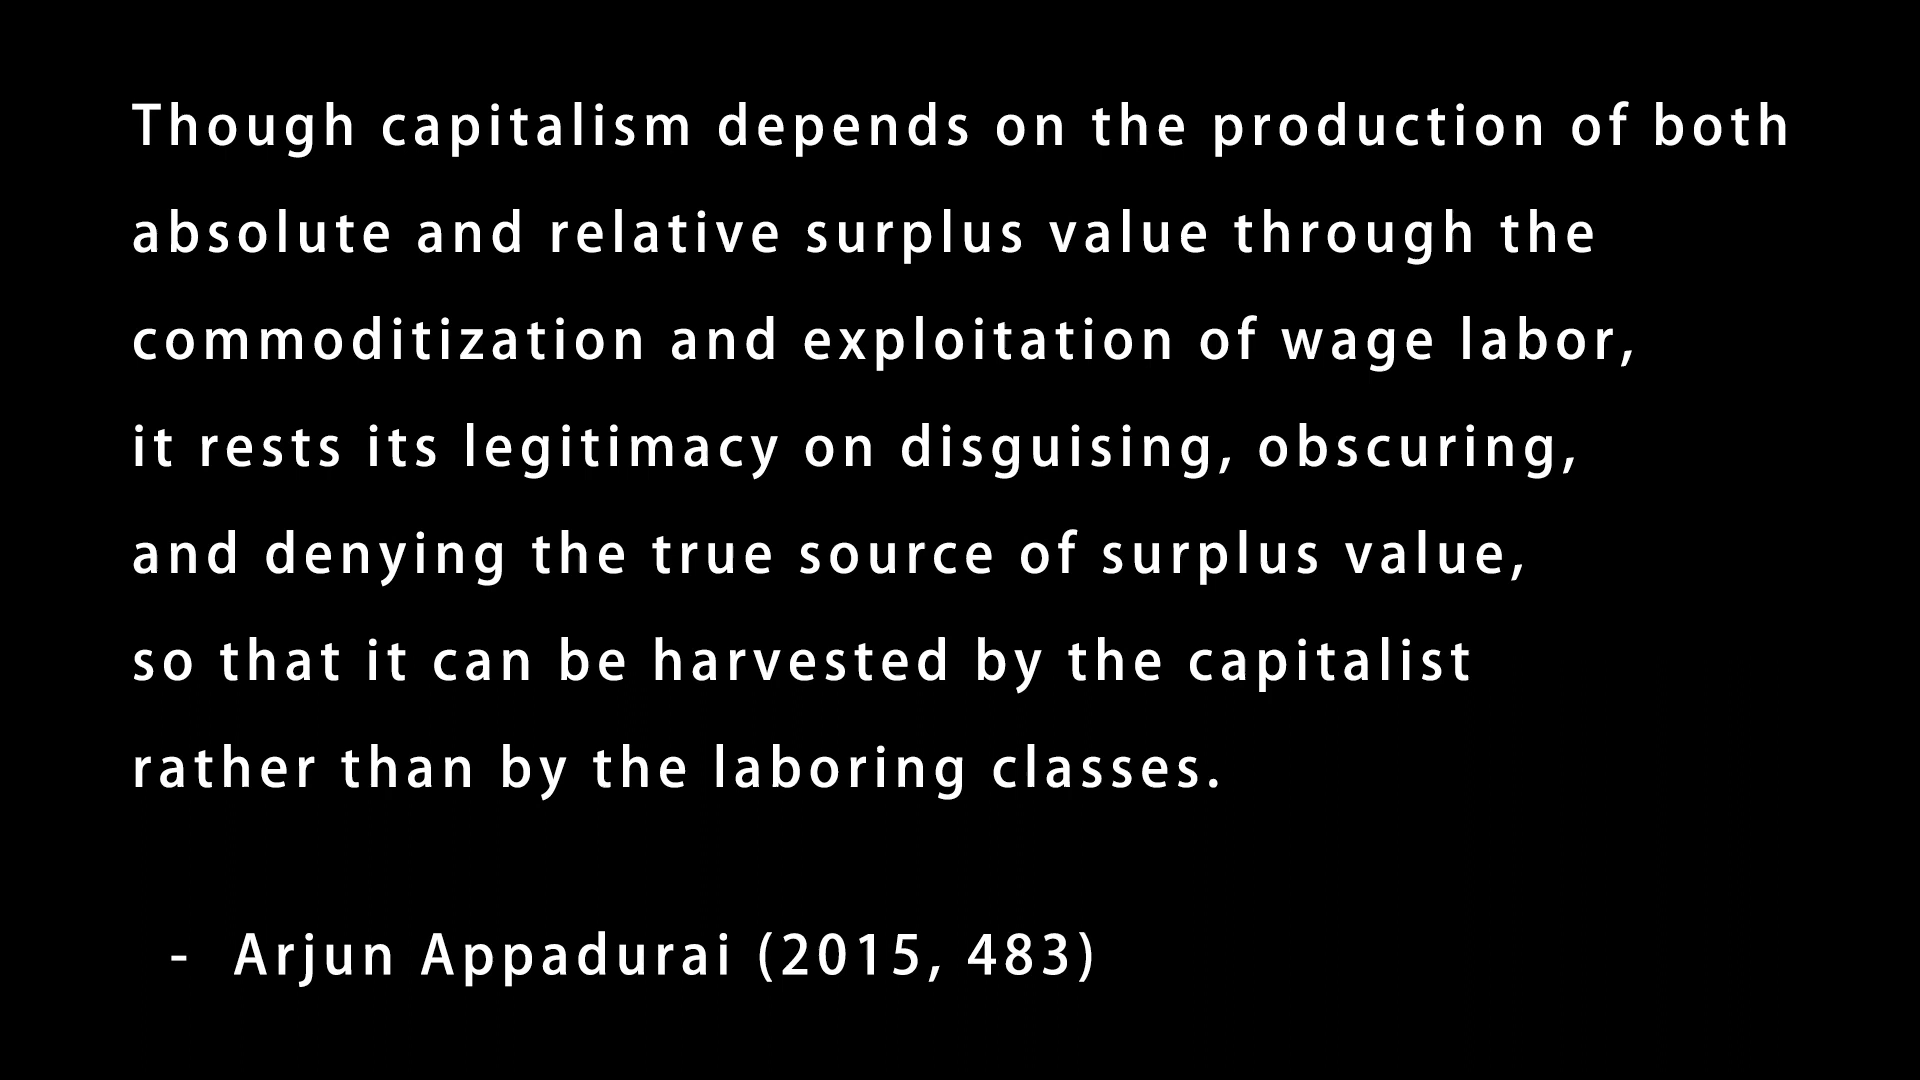 Though capitalism depends on the production of both
absolute and relative surplus value through the
commoditization and exploitation of wage labor,
it rests its legitimacy on disguising, obscuring,
and denying the true source of surplus value,
so that it can be harvested by the capitalist
rather than by the laboring classes.
- Arjun Appadurai (2015, 483)